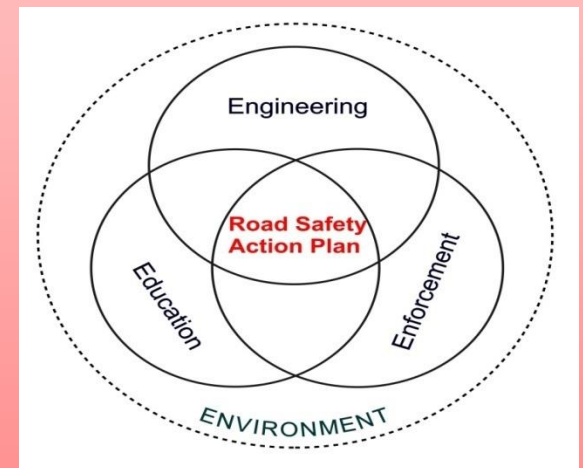 Engineering
Road Safety
Action Plan
Education
Enforcement
ENVIRONMENT